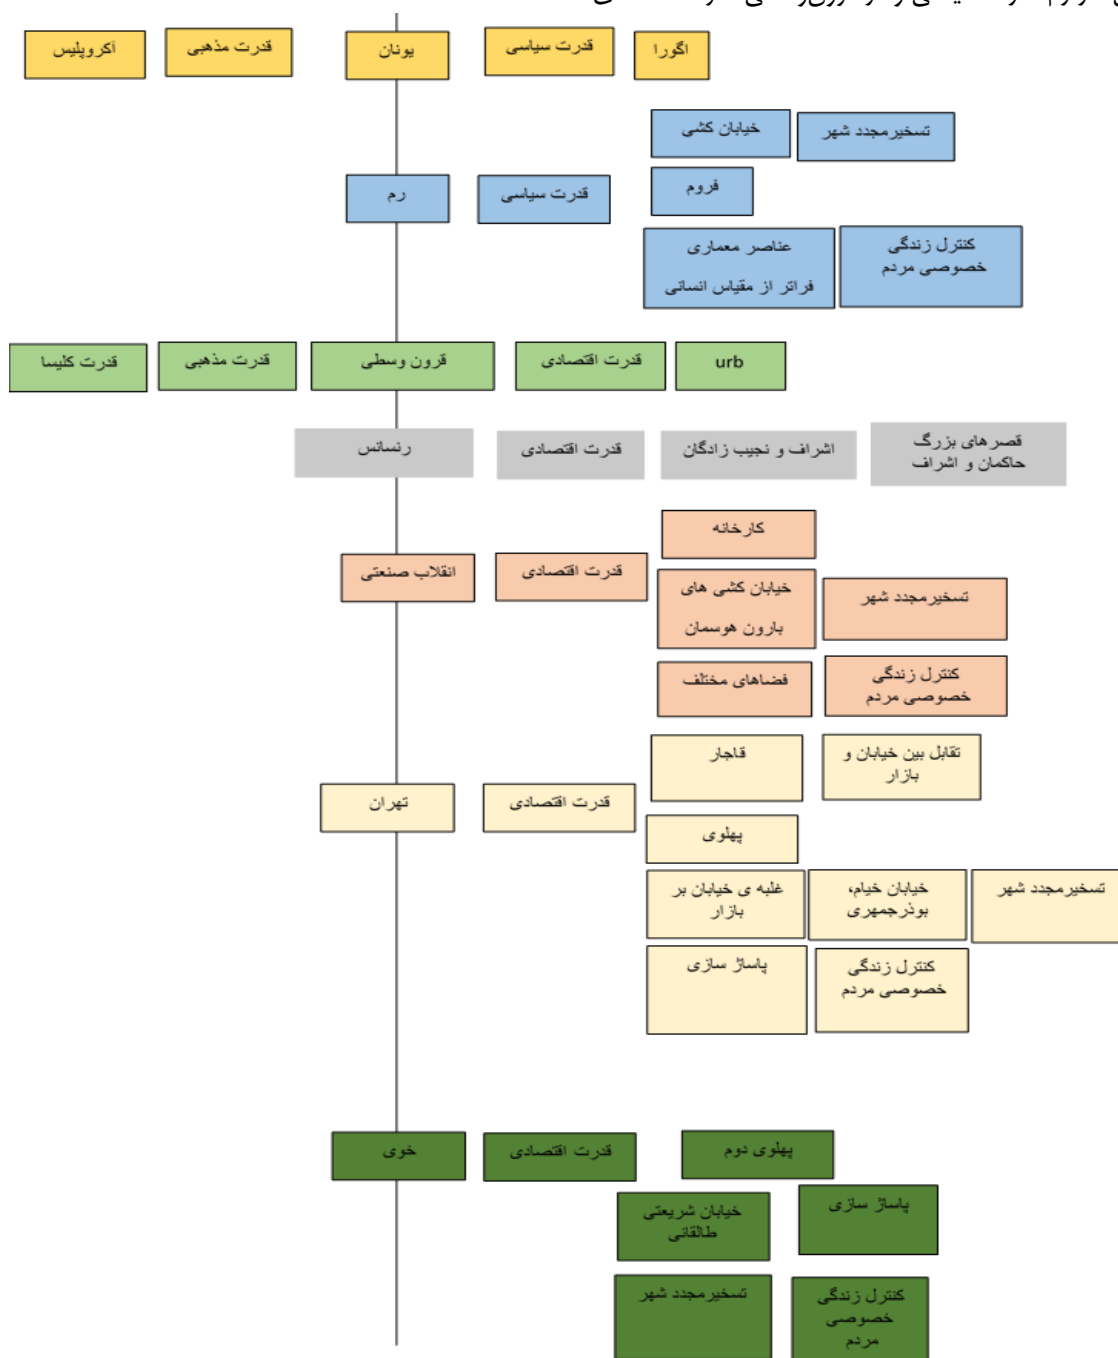 اگورا
قدرت سیاسی
یونان
قدرت مذهبی
آکروپلیس
تسخیرمجدد شهر
خیابان کشی
فروم
قدرت سیاسی
رم
کنترل زندگی
خصوصی مردم
عناصر معماری
فراتر از مقیاس انسانی
urb
قدرت اقتصادی
قرون وسطی
قدرت مذهبی
قدرت کلیسا
قصرهای بزرگ
حاکمان و اشراف
اشراف و نجیب زادگان
قدرت اقتصادی
رنسانس
کارخانه
قدرت اقتصادی
انقلاب صنعتی
تسخیرمجدد شهر
خیابان کشی های
بارون هوسمان
کنترل زندگی
خصوصی مردم
فضاهای مختلف
تقابل بین خیابان و
بازار
قاجار
قدرت اقتصادی
تهران
پهلوی
تسخیرمجدد شهر
خیابان خیام,
بوذرجمهری
غلبه ی خیابان بر
بازار
کنترل زندگی
خصوصی مردم
پاساژ سازی
پهلوی دوم
قدرت اقتصادی
خوی
پاساژ سازی
خیابان شریعتی
طالقانی
کنترل زندگی
خصوصی
مردم
تسخیرمجدد شهر